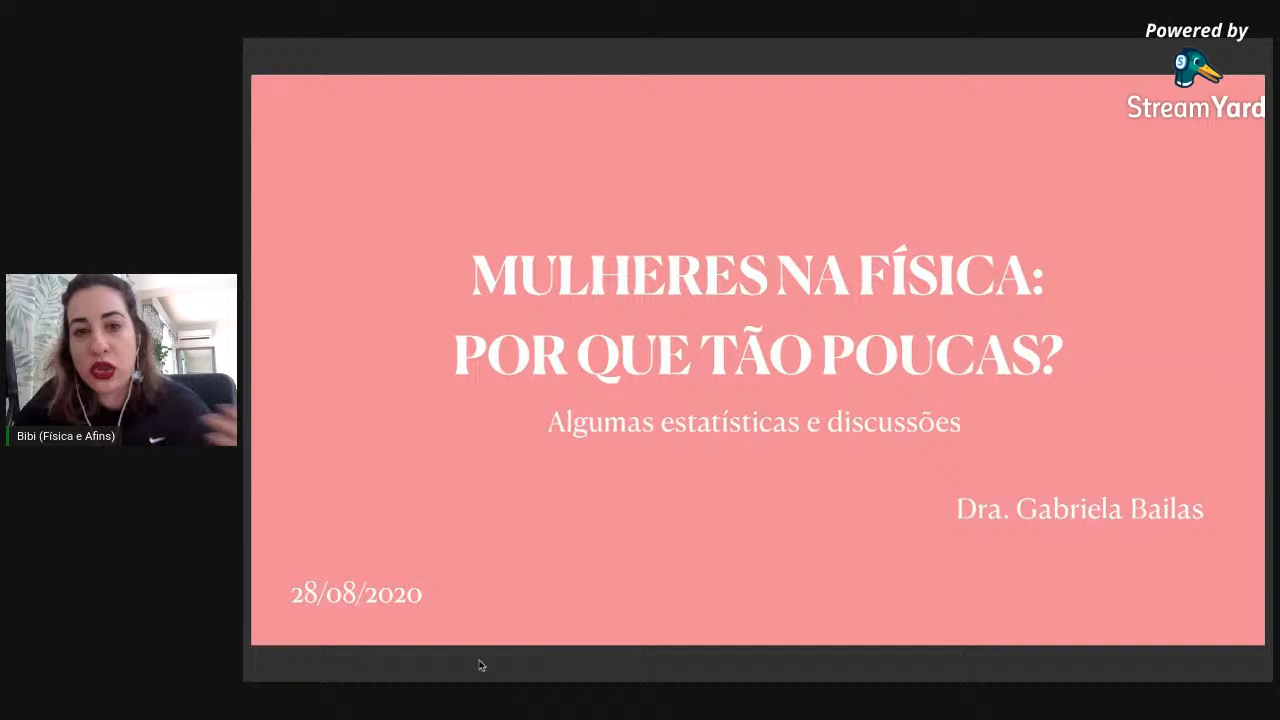 Powered by
StreamYard
MULHERES NA FÍSICA:
POR QUE TÃO POUCAS?
Algumas estatísticas e discussões
Dra. Gabriela Bailas
28/08/2020
Bibi (Física e Afins)